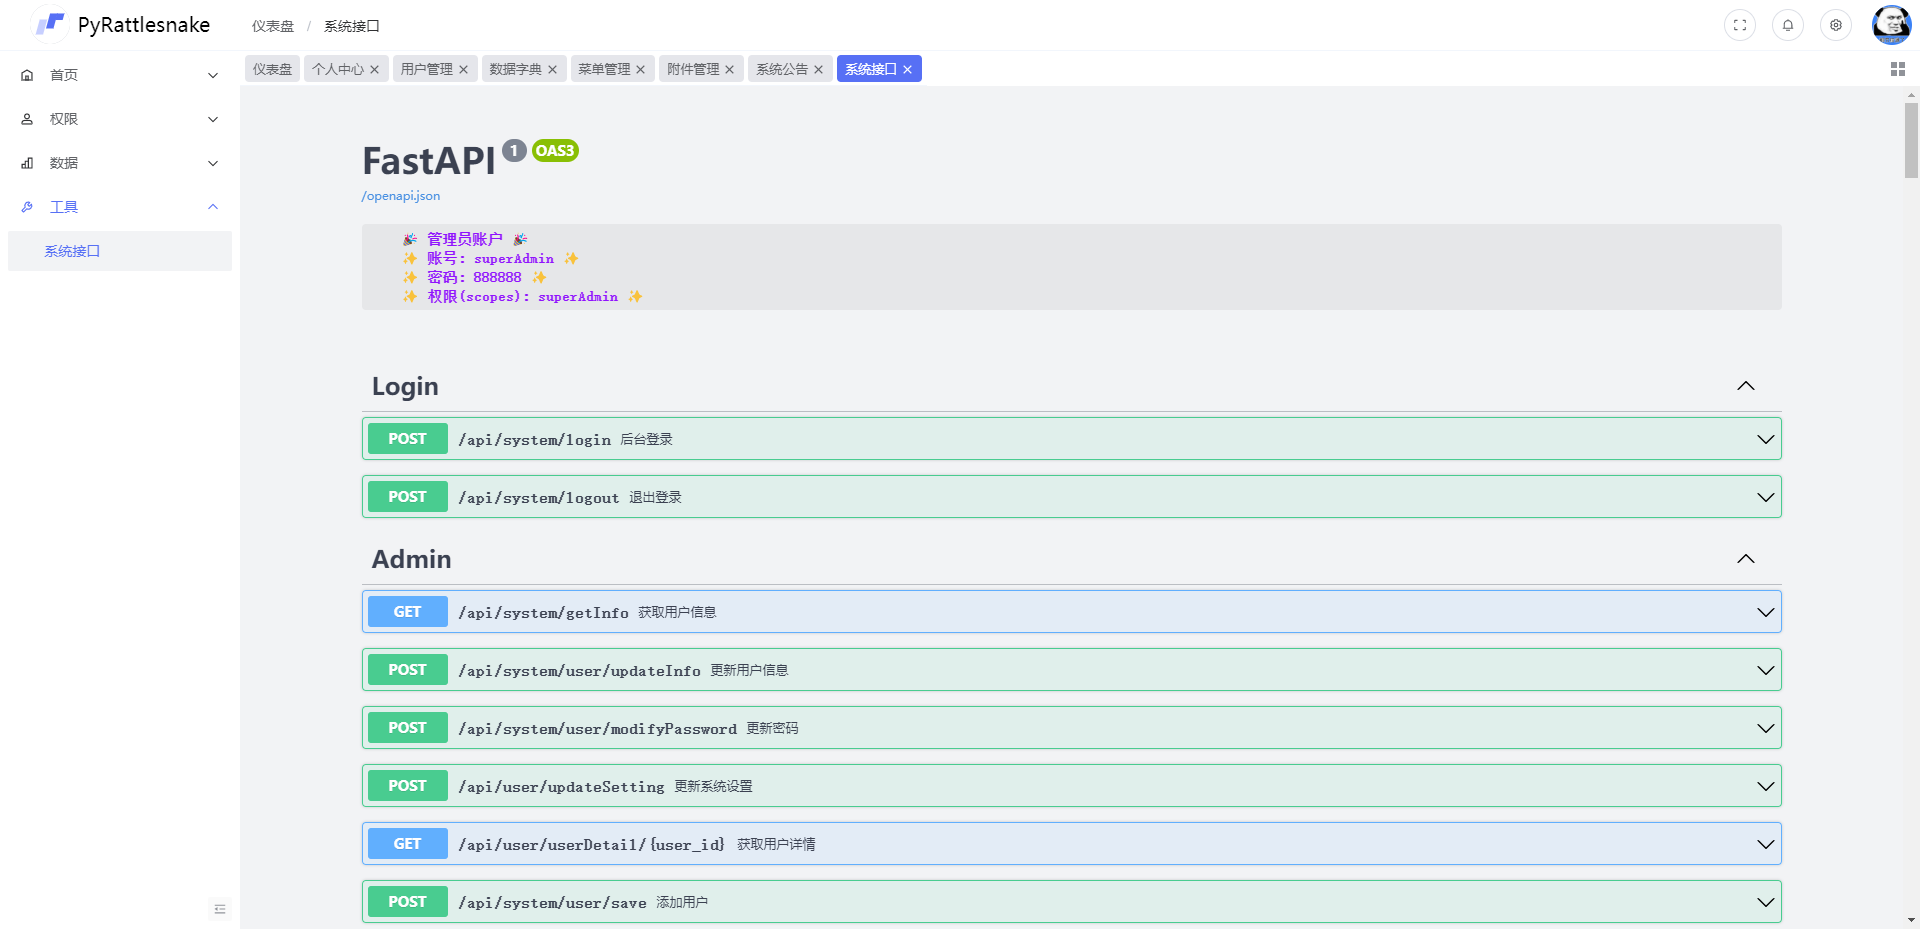 PyRattlesnake
仪表盘 / 系统接口
首页
权限
数据
工具
系统接口
仪表盘 个人中心 用户管理 数据字典 菜单管理 附件管理 系统公告 系统接口
FastAPI 1 OAS3
/openapi.json
🎉 管理员账户 🎉
✨ 账号: superAdmin ✨
✨ 密码: 888888 ✨
✨ 权限(scopes): superAdmin ✨
Login
POST /api/system/login 后台登录
POST /api/system/logout 退出登录
Admin
GET /api/system/getInfo 获取用户信息
POST /api/system/user/updateInfo 更新用户信息
POST /api/system/user/modifyPassword 更新密码
POST /api/user/updateSetting 更新系统设置
GET /api/user/userDetail/{user_id} 获取用户详情
POST /api/system/user/save 添加用户